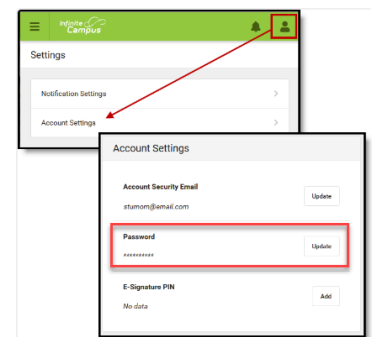 Infinite
Campus
Settings
Notification Settings
Account Settings
Account Settings
Account Security Email
Update
stumom@email.com
Password
Update
**********
E-Signature PIN
Add
No data